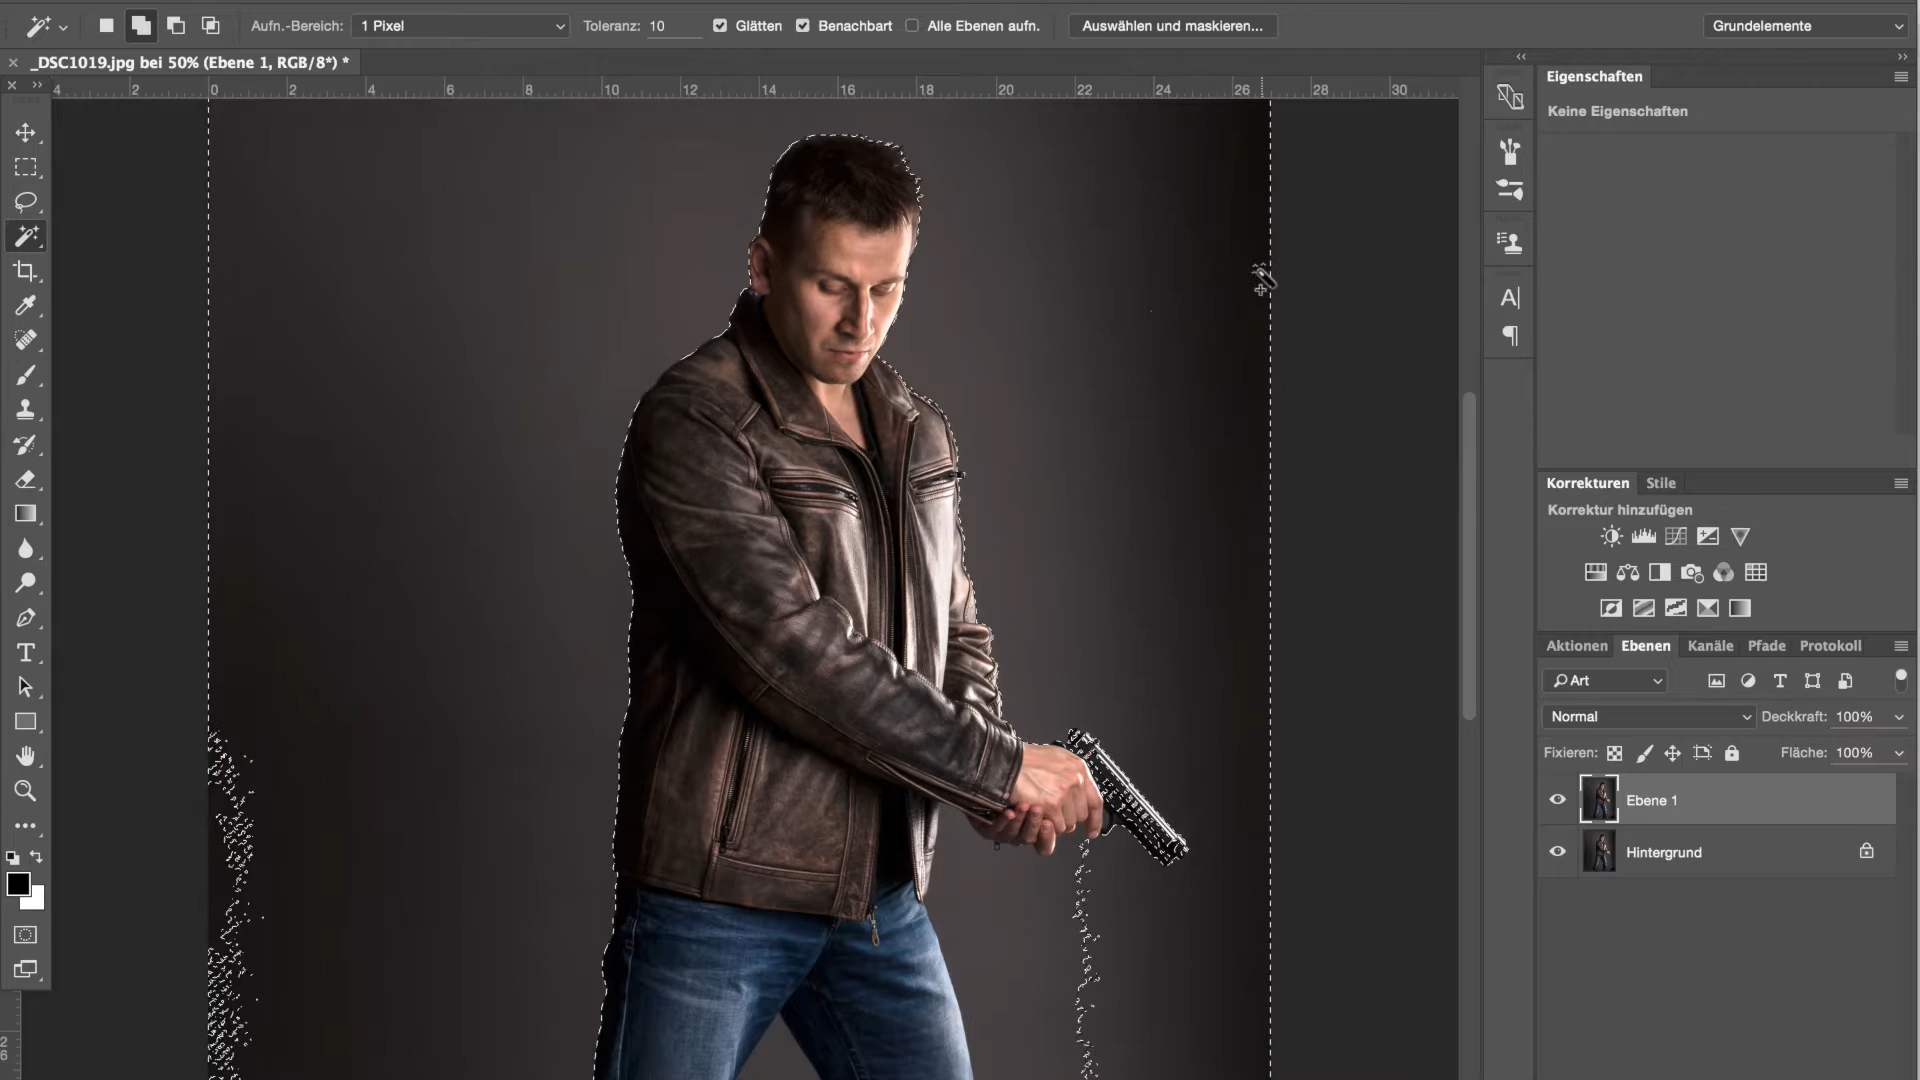 Aufn.-Bereich: 1 Pixel Toleranz: 10 Glätten Benachbart Alle Ebenen aufn. Auswählen und maskieren... Grundelemente
_DSC1019.jpg bei 50% (Ebene 1, RGB/8*) *
4 2 0 2 4 6 8 10 12 14 16 18 20 22 24 26 28 30
Eigenschaften
Keine Eigenschaften
Korrekturen Stile
Korrektur hinzufügen
Aktionen Ebenen Kanäle Pfade Protokoll
Art
Normal Deckkraft: 100%
Fixieren: Fläche: 100%
Ebene 1
Hintergrund
2
6